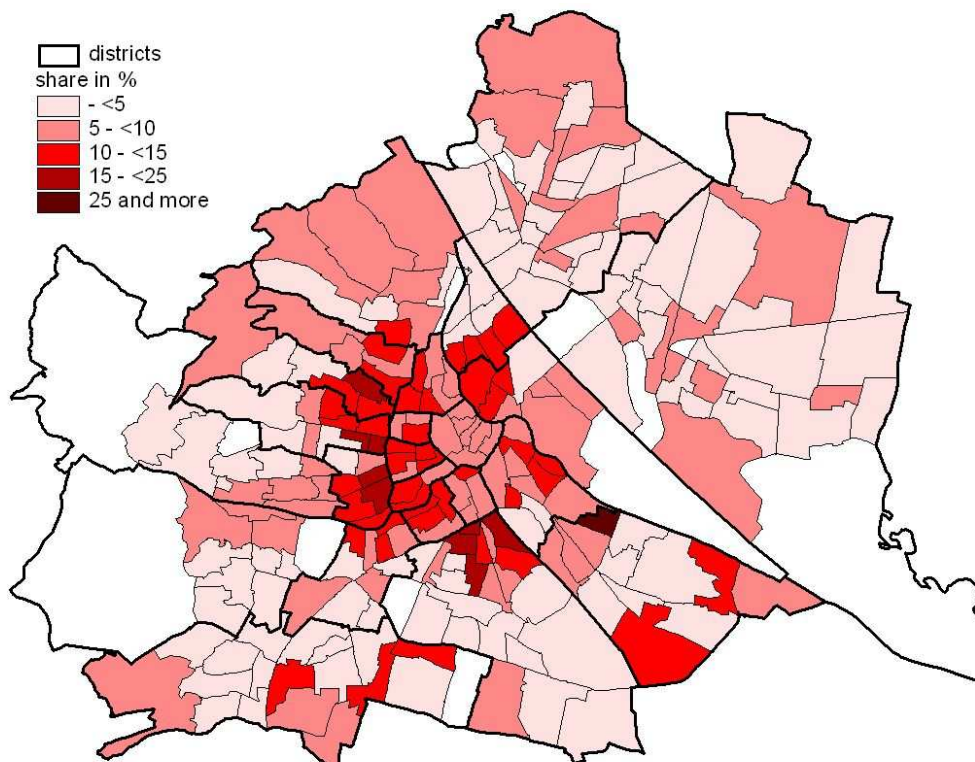 districts
share in %
- <5
5 - <10
10 - <15
15 - <25
25 and more